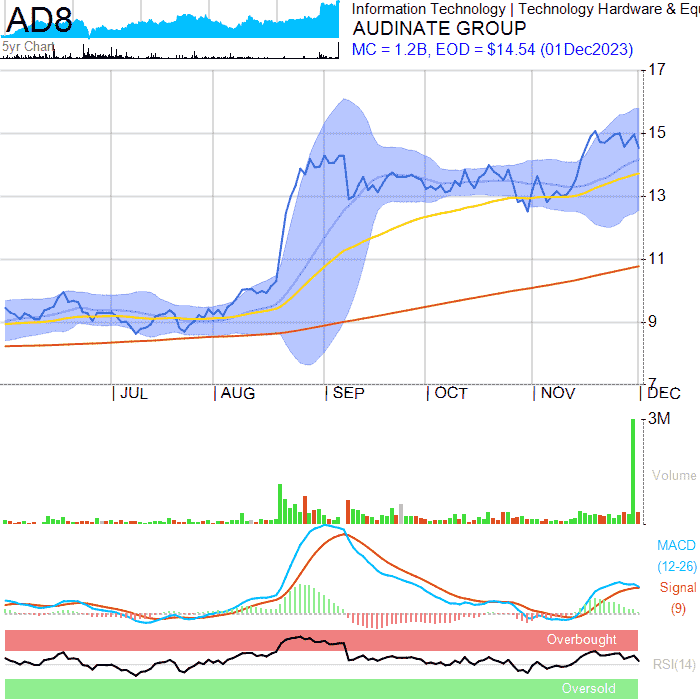 AD8
5yr Chart
Information Technology | Technology Hardware & Equ
AUDINATE GROUP
MC = 1.2B, EOD = $14.54 (01Dec2023)
17
15
13
11
9
7
JUL AUG SEP OCT NOV DEC
3M
Volume
MACD
(12-26)
Signal
(9)
Overbought
RSI(14)
Oversold